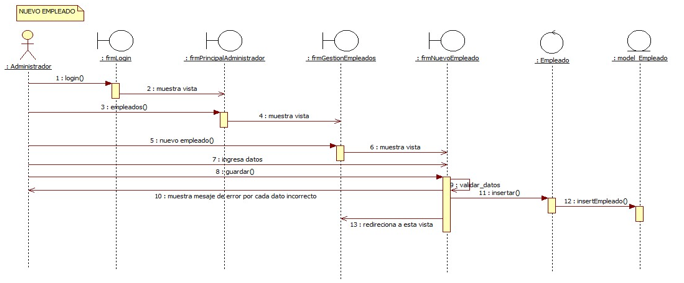 NUEVO EMPLEADO
: Administrador
: frmLogin
: frmPrincipalAdministrador
: frmGestionEmpleados
: frmNuevoEmpleado
: Empleado
: model_Empleado
1 : login()
2 : muestra vista
3 : empleados()
4 : muestra vista
5 : nuevo empleado()
6 : muestra vista
7 : ingresa datos
8 : guardar()
9 : validar_datos
10 : muestra mesaje de error por cada dato incorrecto
11 : insertar()
12 : insertEmpleado()
13 : redireciona a esta vista